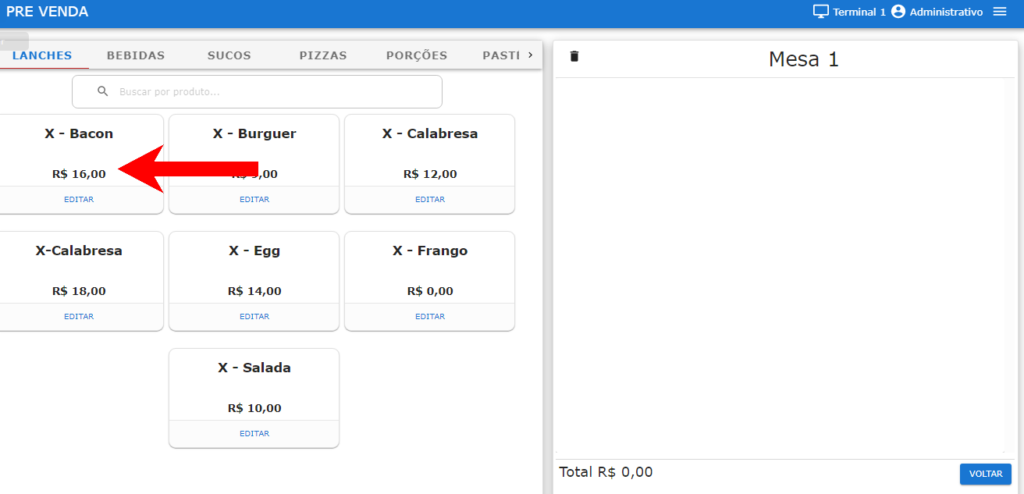 PRE VENDA
Terminal 1 Administrativo
LANCHES BEBIDAS SUCOS PIZZAS PORÇÕES PASTI
Buscar por produto...
X - Bacon
R$ 16,00
EDITAR
X - Burguer
EDITAR
X - Calabresa
R$ 12,00
EDITAR
X-Calabresa
R$ 18,00
EDITAR
X - Egg
R$ 14,00
EDITAR
X - Frango
R$ 0,00
EDITAR
X - Salada
R$ 10,00
EDITAR
Mesa 1
Total R$ 0,00
VOLTAR